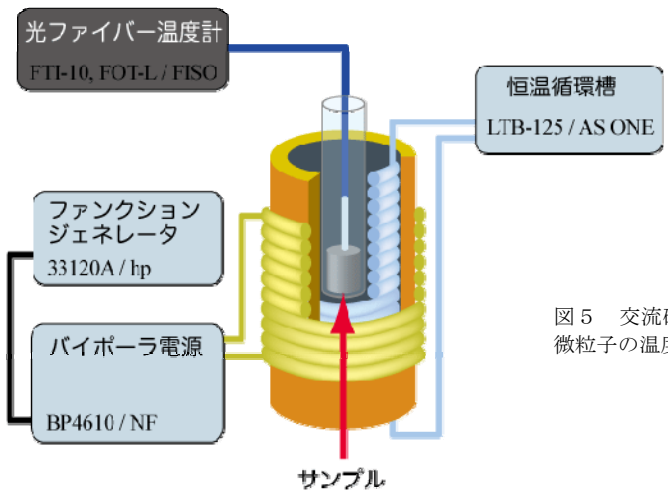 光ファイバー温度計
FTI-10, FOT-L / FISO
恒温循環槽
LTB-125 / AS ONE
ファンクション
ジェネレータ
33120A / hp
バイポーラ電源
BP4610 / NF
サンプル
図５ 交流
微粒子の温度